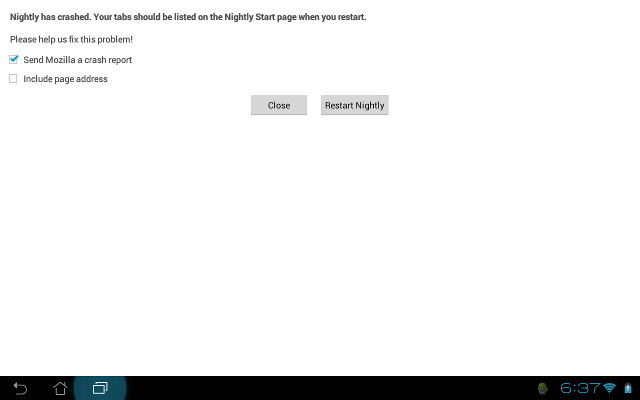 Nightly has crashed. Your tabs should be listed on the Nightly Start page when you restart.
Please help us fix this problem!
Send Mozilla a crash report
Include page address
Close
Restart Nightly
6:37